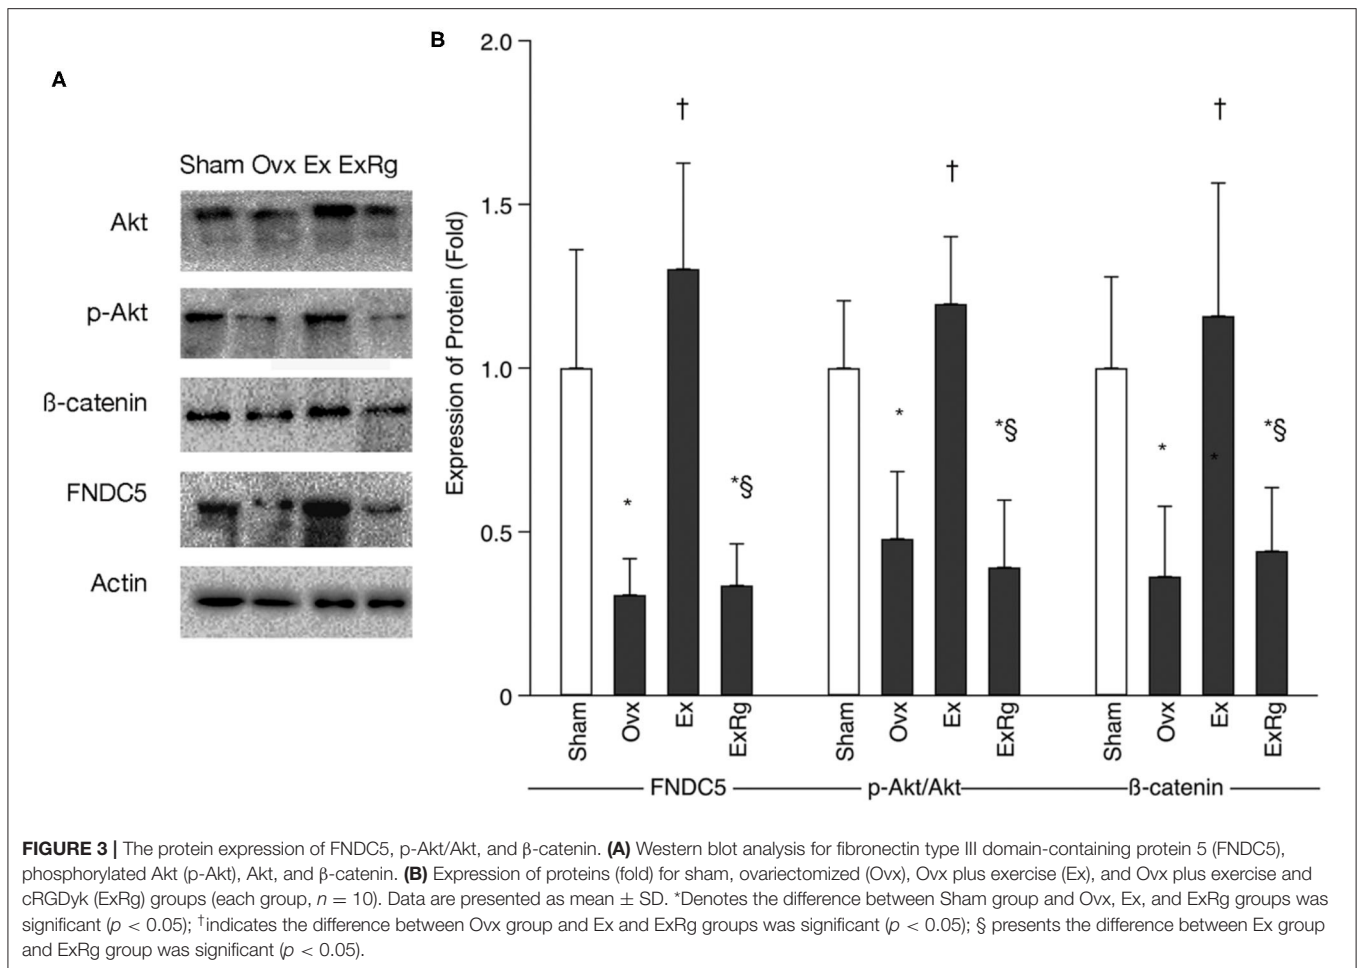 A
Sham Ovx Ex ExRg
Akt
p-Akt
ß-catenin
FNDC5
Actin
B
Expression of Protein (Fold)
2.0
1.5
1.0
0.5
0
*
†
*§
*
†
*§
*
*
†
*§
Sham Ovx Ex ExRg Sham Ovx Ex ExRg Sham Ovx Ex ExRg
FNDC5 p-Akt/Akt ß-catenin
FIGURE 3 | The protein expression of FNDC5, p-Akt/Akt, and β-catenin. (A) Western blot analysis for fibronectin type III domain-containing protein 5 (FNDC5),
phosphorylated Akt (p-Akt), Akt, and β-catenin. (B) Expression of proteins (fold) for sham, ovariectomized (Ovx), Ovx plus exercise (Ex), and Ovx plus exercise and
cRGDyk (ExRg) groups (each group, n = 10). Data are presented as mean ± SD. *Denotes the difference between Sham group and Ovx, Ex, and ExRg groups was
significant (p < 0.05); †indicates the difference between Ovx group and Ex and ExRg groups was significant (p < 0.05); § presents the difference between Ex group
and ExRg group was significant (p < 0.05).